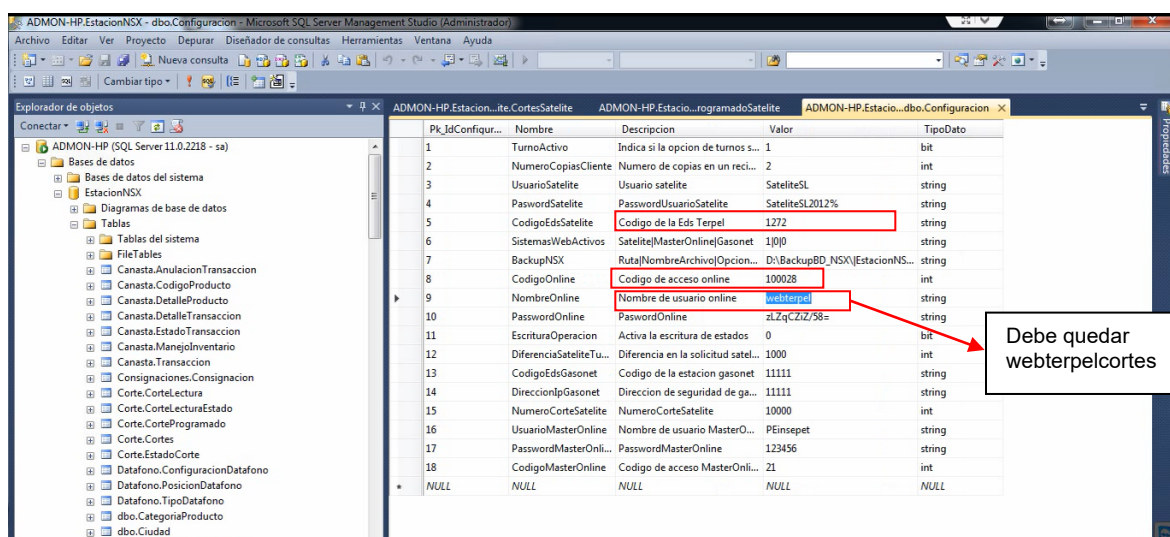 ADMON-HP.EstacionNSX - dbo.Configuracion - Microsoft SQL Server Management Studio (Administrador)
Archivo Editar Ver Proyecto Depurar Diseñador de consultas Herramientas Ventana Ayuda
Nueva consulta
Cambiar tipo
Explorador de objetos
Conectar
ADMON-HP (SQL Server 11.0.2218 - sa)
Bases de datos
Bases de datos del sistema
EstacionNSX
Diagramas de base de datos
Tablas
Tablas del sistema
FileTables
Canasta.AnulacionTransaccion
Canasta.CodigoProducto
Canasta.DetalleProducto
Canasta.DetalleTransaccion
Canasta.EstadoTransaccion
Canasta.ManejoInventario
Canasta.Transaccion
Consignaciones.Consignacion
Corte.CorteLectura
Corte.CorteLecturaEstado
Corte.CorteProgramado
Corte.Cortes
Corte.EstadoCorte
Datafono.ConfiguracionDatafono
Datafono.PosicionDatafono
Datafono.TipoDatafono
dbo.CategoriaProducto
dbo.Ciudad
ADMON-HP.Estacion...ite.CortesSatelite ADMON-HP.Estacio...rogramadoSatelite ADMON-HP.Estacio...dbo.Configuracion
Pk_IdConfigur... Nombre Descripcion Valor TipoDato
1 TurnoActivo Indica si la opcion de turnos s... 1 bit
2 NumeroCopiasCliente Numero de copias en un reci... 2 int
3 UsuarioSatelite Usuario satelite SateliteSL string
4 PaswordSatelite PasswordUsuarioSatelite SateliteSL2012% string
5 CodigoEdsSatelite Codigo de la Eds Terpel 1272 string
6 SistemasWebActivos Satelite|MasterOnline|Gasonet 1|0|0 string
7 BackupNSX Ruta|NombreArchivo|Opcion... D:\BackupBD_NSX\|EstacionNS... string
8 CodigoOnline Codigo de acceso online 100028 int
9 NombreOnline Nombre de usuario online webterpel string
10 PasswordOnline PaswordOnline zLZqCZiZ/58= string
11 EscrituraOperacion Activa la escritura de estados 0 bit
12 DiferenciaSateliteTu... Diferencia en la solicitud satel... 1000 int
13 CodigoEdsGasonet Codigo de la estacion gasonet 11111 string
14 DireccionIpGasonet Direccion de seguridad de ga... 11111 string
15 NumeroCorteSatelite NumeroCorteSatelite 10000 int
16 UsuarioMasterOnline Nombre de usuario MasterO... PEinsepet string
17 PasswordMasterOnli... PasswordMasterOnline 123456 string
18 CodigoMasterOnline Codigo de acceso MasterOnli... 21 int
NULL NULL NULL NULL NULL
Debe quedar
webterpelcortes
Propiedades